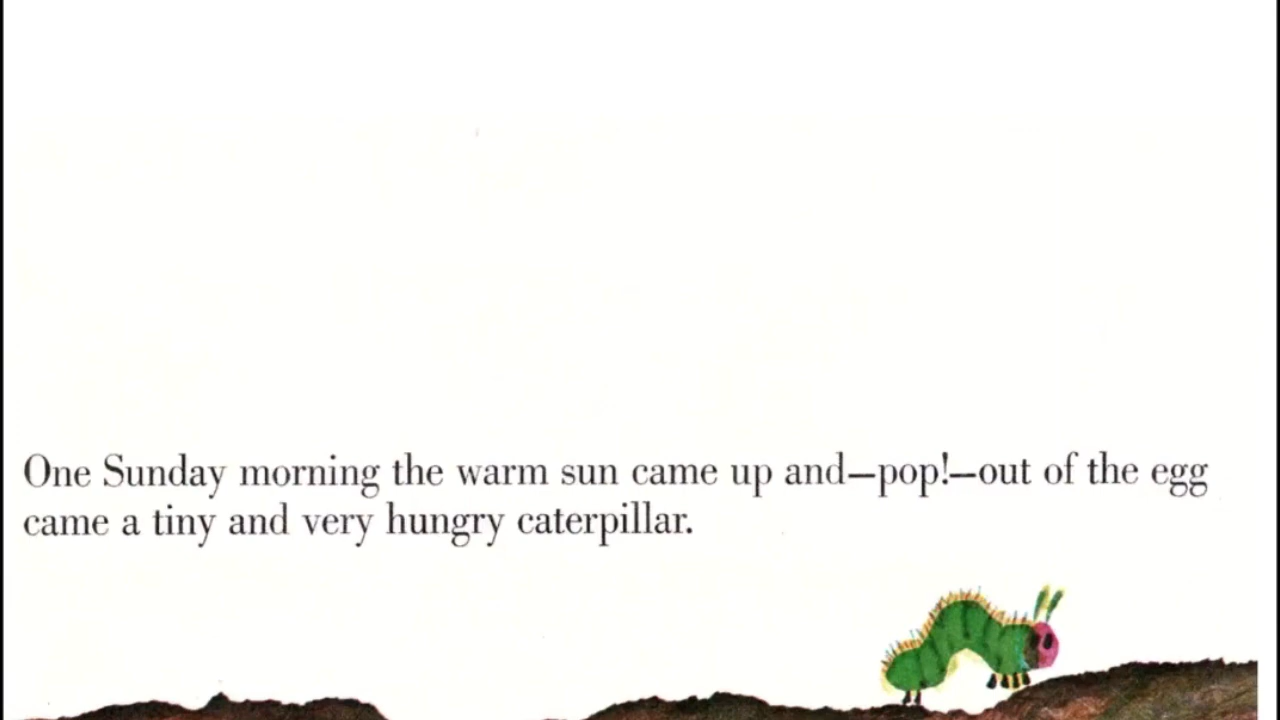 One Sunday morning the warm sun came up and–pop!–out of the egg
came a tiny and very hungry caterpillar.